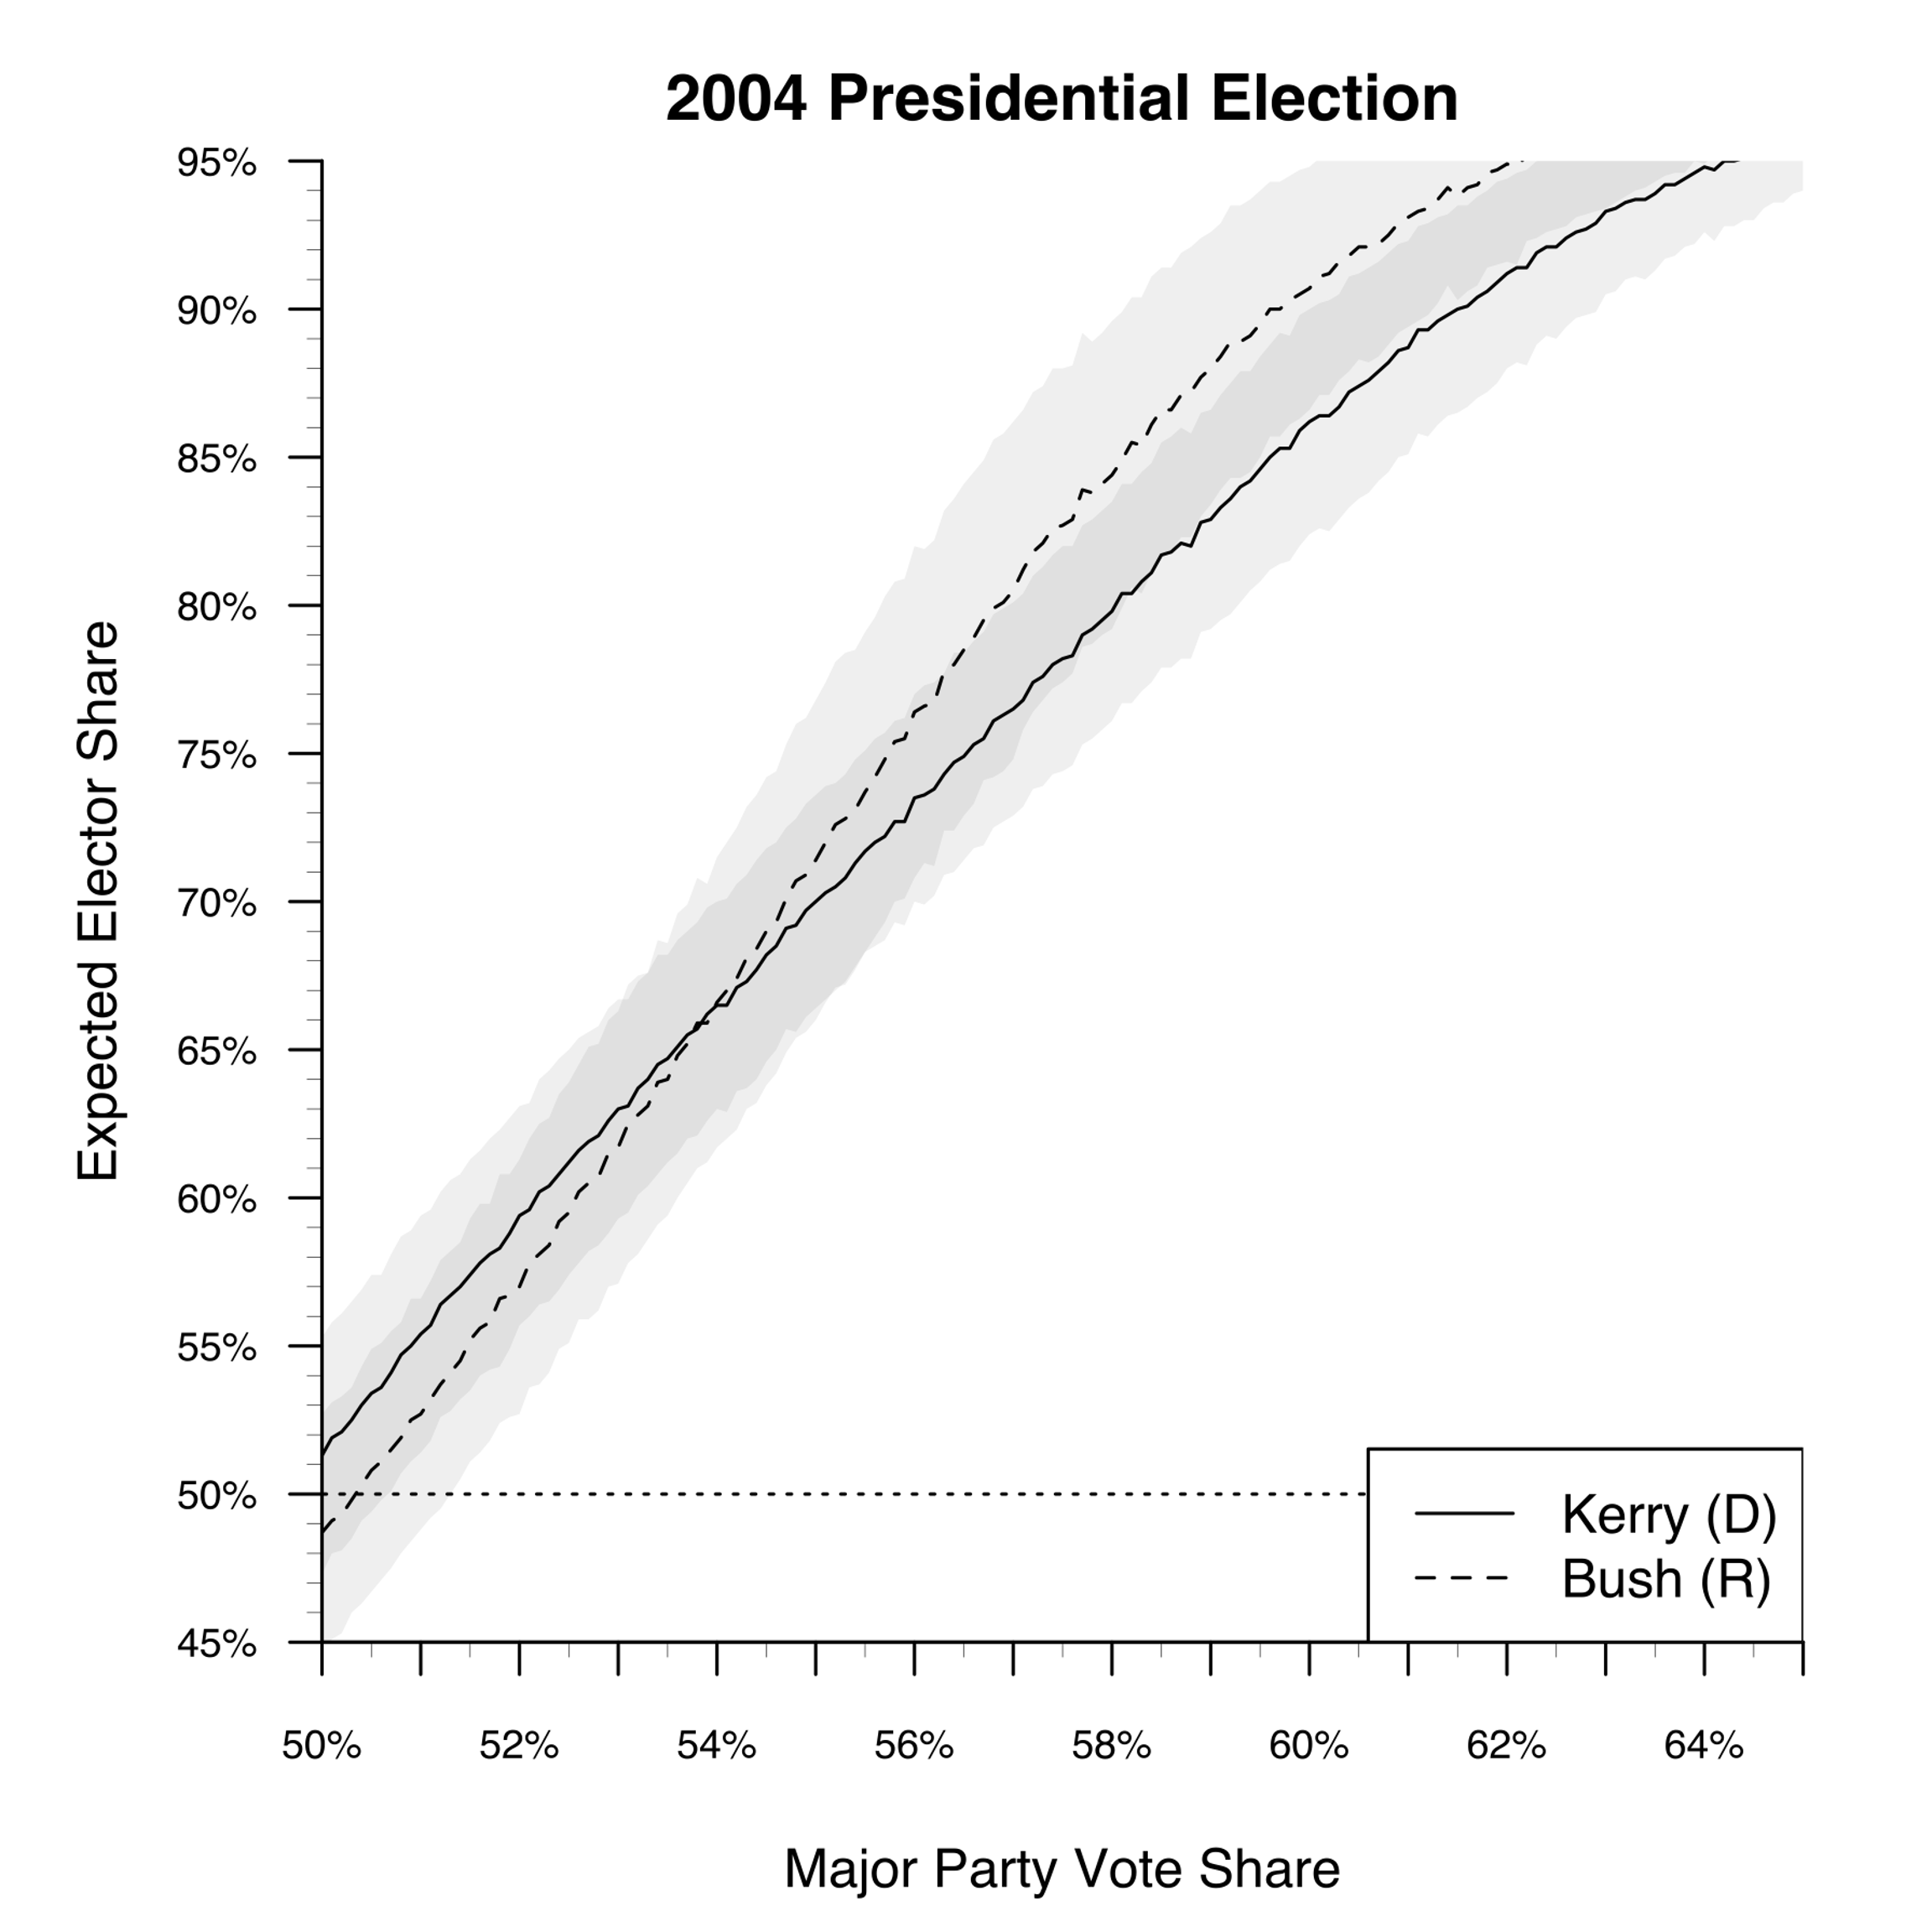 2004 Presidential Election
95%
90%
85%
80%
75%
70%
65%
60%
55%
50%
45%
Expected Elector Share
Kerry (D)
Bush (R)
50% 52% 54% 56% 58% 60% 62% 64%
Major Party Vote Share